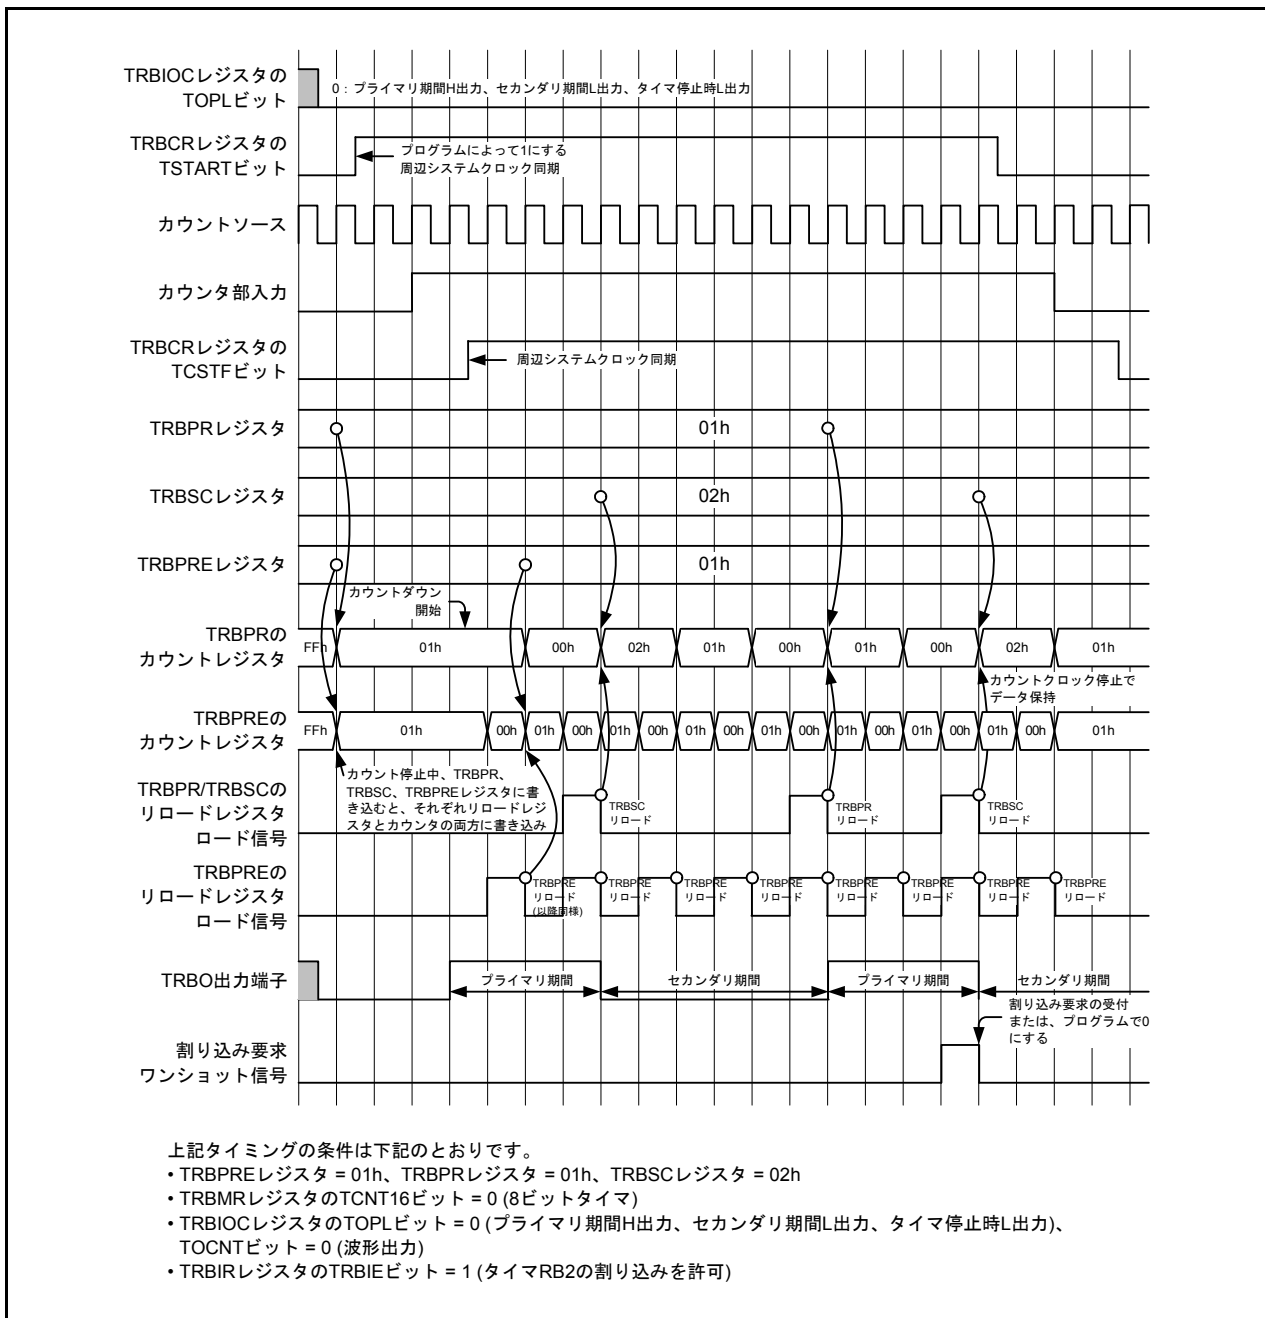 TRBIOCレジスタの
TOPLビット
0：プライマリ期間H出力、セカンダリ期間L出力、タイマ停止時L出力
TRBCRレジスタの
TSTARTビット
プログラムによって1にする
周辺システムクロック同期
カウントソース
カウンタ部入力
TRBCRレジスタの
TCSTFビット
周辺システムクロック同期
TRBPRレジスタ
01h
TRBSCレジスタ
02h
TRBPREレジスタ
01h
カウントダウン
開始
TRBPRの
カウントレジスタ
FFh 01h 00h 02h 01h 00h 01h 00h 02h 01h
カウントクロック停止で
データ保持
TRBPREの
カウントレジスタ
FFh 01h 00h 01h 00h 01h 00h 01h 00h 01h 00h 01h 00h 01h 00h 01h 00h 01h
カウント停止中、TRBPR、
TRBSC、TRBPREレジスタに書
き込むと、それぞれリロードレジ
スタとカウンタの両方に書き込み
TRBPR/TRBSCの
リロードレジスタ
ロード信号
TRBSC
リロード
TRBPR
リロード
TRBSC
リロード
TRBPREの
リロードレジスタ
ロード信号
TRBPRE
リロード
(以降同様)
TRBPRE
リロード
TRBPRE
リロード
TRBPRE
リロード
TRBPRE
リロード
TRBPRE
リロード
TRBPRE
リロード
TRBPRE
リロード
TRBO出力端子
プライマリ期間 セカンダリ期間 プライマリ期間 セカンダリ期間
割り込み要求の受付
または、プログラムで0
にする
割り込み要求
ワンショット信号
上記タイミングの条件は下記のとおりです。
• TRBPREレジスタ = 01h、TRBPRレジスタ = 01h、TRBSCレジスタ = 02h
• TRBMRレジスタのTCNT16ビット = 0 (8ビットタイマ)
• TRBIOCレジスタのTOPLビット = 0 (プライマリ期間H出力、セカンダリ期間L出力、タイマ停止時L出力)、
TOCNTビット = 0 (波形出力)
• TRBIRレジスタのTRBIEビット = 1 (タイマRB2の割り込みを許可)